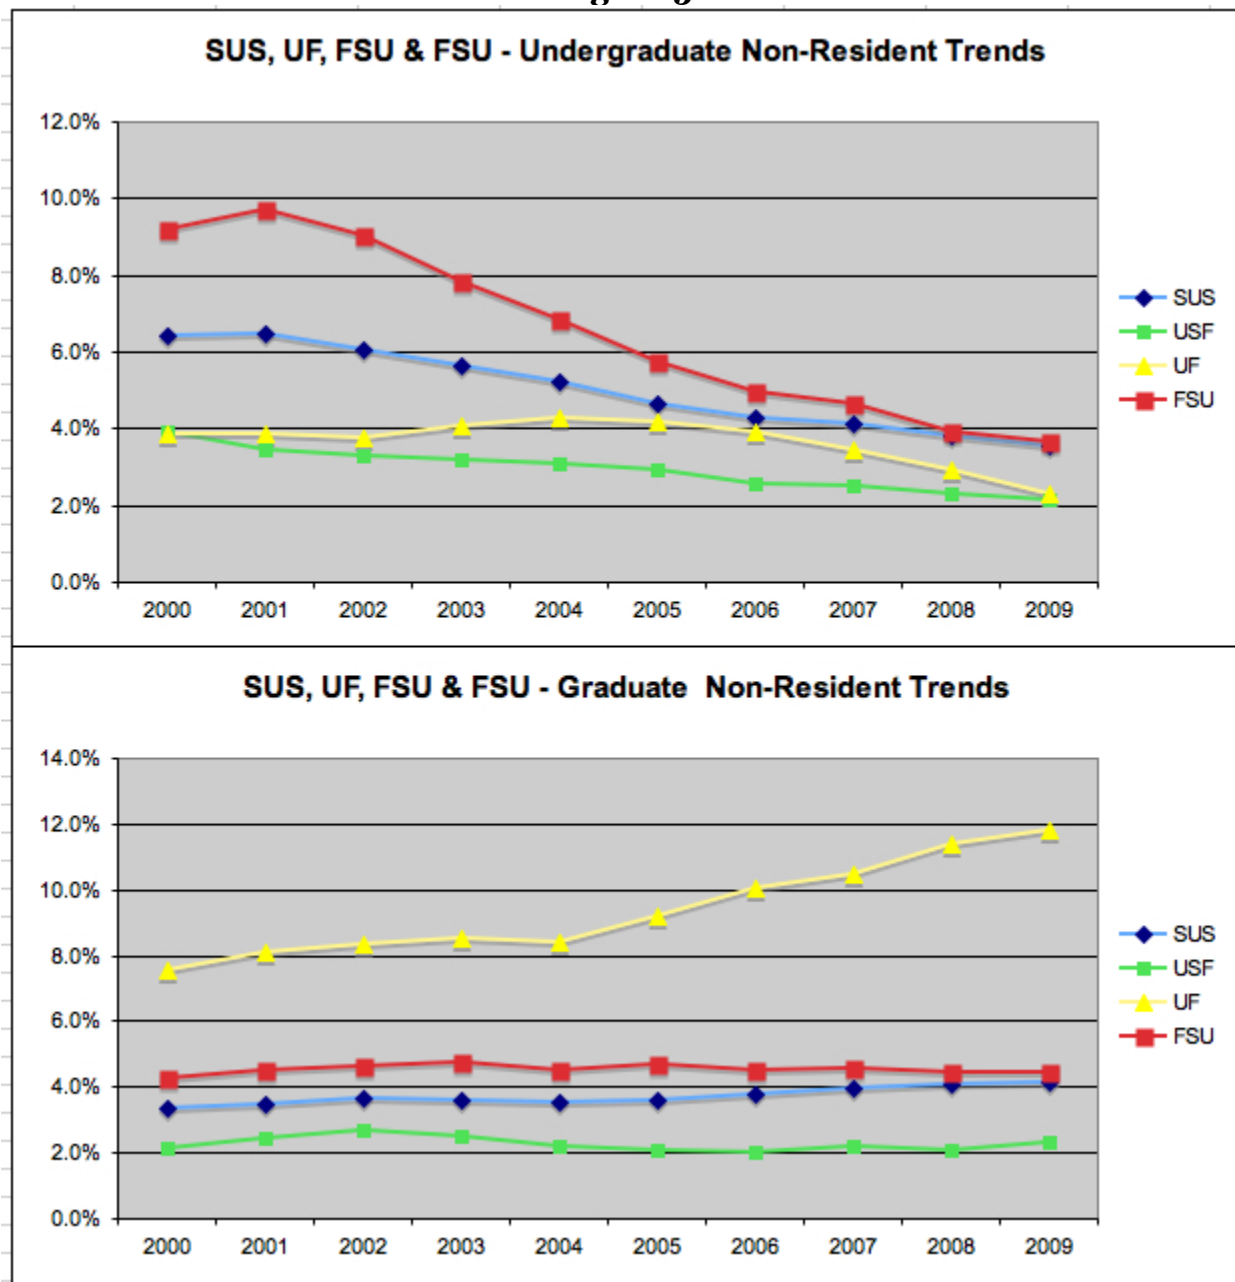 SUS, UF, FSU & FSU - Undergraduate Non-Resident Trends
12.0%
10.0%
8.0%
6.0%
4.0%
2.0%
0.0%
2000 2001 2002 2003 2004 2005 2006 2007 2008 2009
SUS
USF
UF
FSU
SUS, UF, FSU & FSU - Graduate Non-Resident Trends
14.0%
12.0%
10.0%
8.0%
6.0%
4.0%
2.0%
0.0%
2000 2001 2002 2003 2004 2005 2006 2007 2008 2009
SUS
USF
UF
FSU